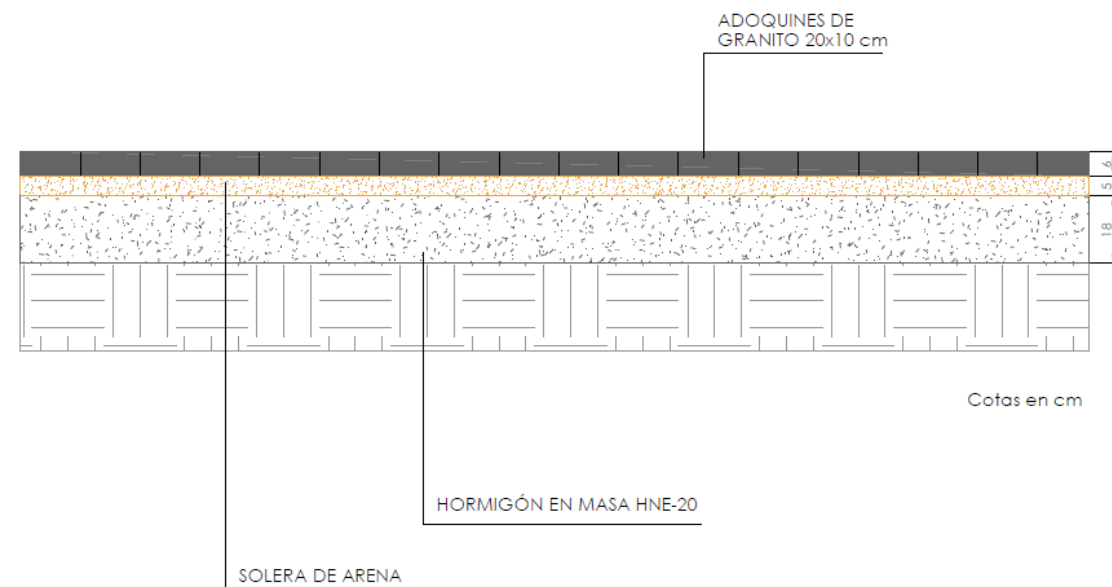 ADOQUINES DE
GRANITO 20x10 cm
6
5
18
Cotas en cm
HORMIGÓN EN MASA HNE-20
SOLERA DE ARENA